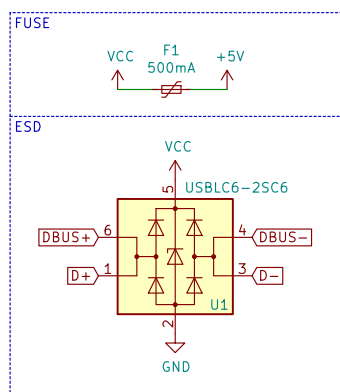 FUSE
F1
VCC 500mA +5V
ESD
VCC
5 USBLC6-2SC6
DBUS+ 6 4 DBUS-
D+ 1 3 D-
U1
2
GND